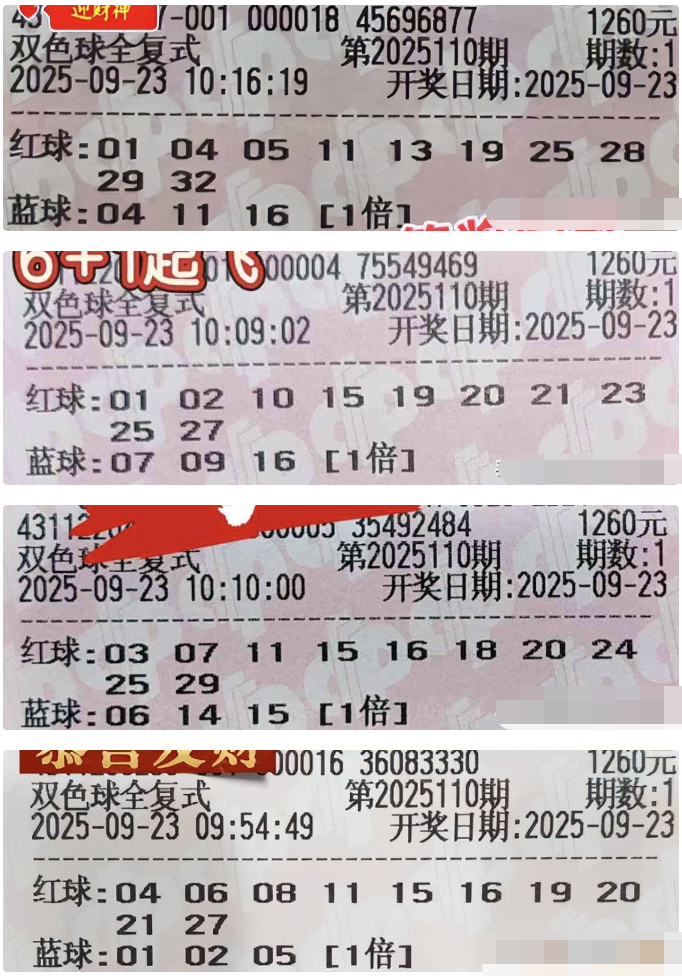 迎财神
-001 000018 45696877 1260元
双色球全复式 第2025110期 期数:1
2025-09-23 10:16:19 开奖日期:2025-09-23
红球:01 04 05 11 13 19 25 28
29 32
蓝球:04 11 16 [1倍]
6+1起飞
000004 75549469 1260元
双色球全复式 第2025110期 期数:1
2025-09-23 10:09:02 开奖日期:2025-09-23
红球:01 02 10 15 19 20 21 23
25 27
蓝球:07 09 16 [1倍]
35492484 1260元
双色球全复式 第2025110期 期数:1
2025-09-23 10:10:00 开奖日期:2025-09-23
红球:03 07 11 15 16 18 20 24
25 29
蓝球:06 14 15 [1倍]
恭喜发财
000016 36083330 1260元
双色球全复式 第2025110期 期数:1
2025-09-23 09:54:49 开奖日期:2025-09-23
红球:04 06 08 11 15 16 19 20
21 27
蓝球:01 02 05 [1倍]